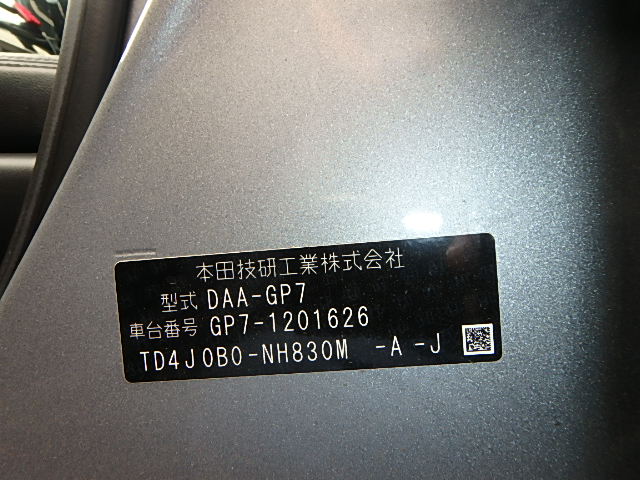 本田技研工業株式会社
型式 DAA-GP7
車台番号 GP7-1201626
TD4J0B0-NH830M -A -J